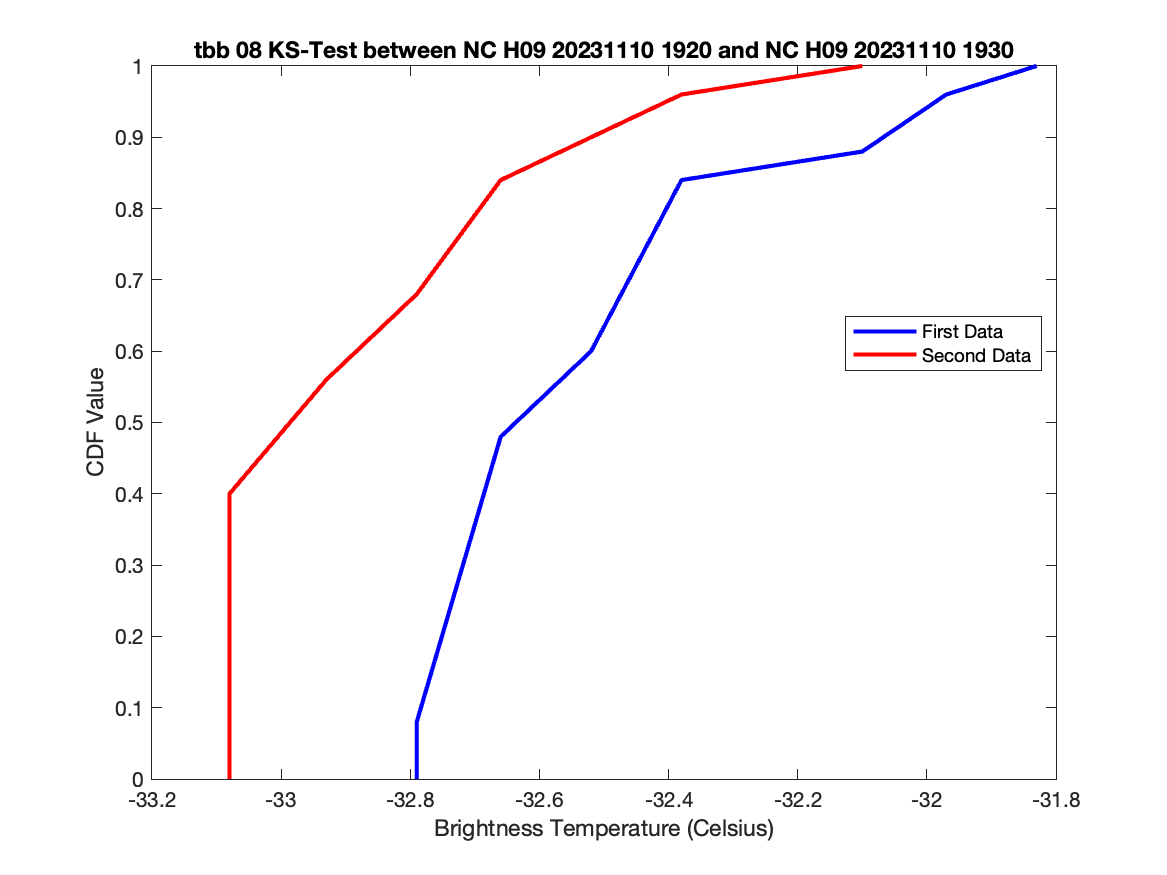 tbb 08 KS-Test between NC H09 20231110 1920 and NC H09 20231110 1930
1
0.9
0.8
0.7
0.6
0.5
0.4
0.3
0.2
0.1
0
CDF Value
First Data
Second Data
-33.2 -33 -32.8 -32.6 -32.4 -32.2 -32 -31.8
Brightness Temperature (Celsius)